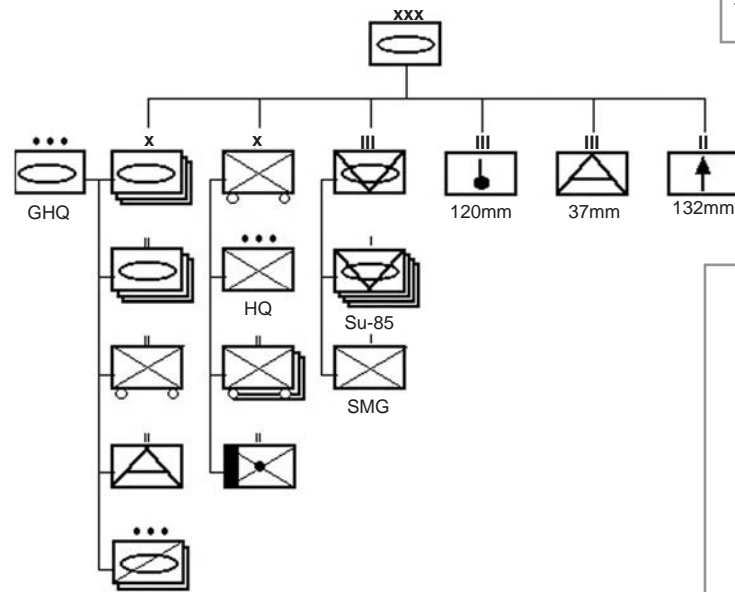 xxx
x x III III III II
GHQ 120mm 37mm 132mm
II I
HQ
Su-85
II II I
SMG
II II